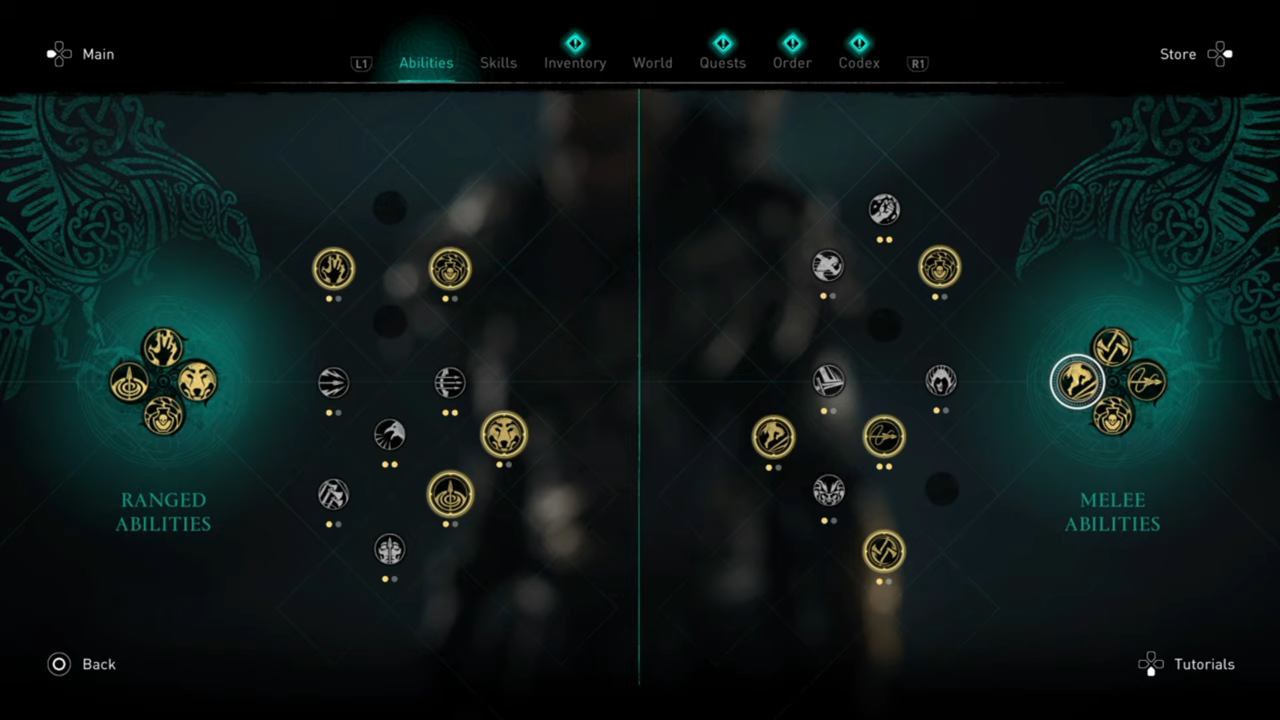 Main
L1
Abilities
Skills
Inventory
World
Quests
Order
Codex
R1
Store
RANGED
ABILITIES
MELEE
ABILITIES
Back
Tutorials